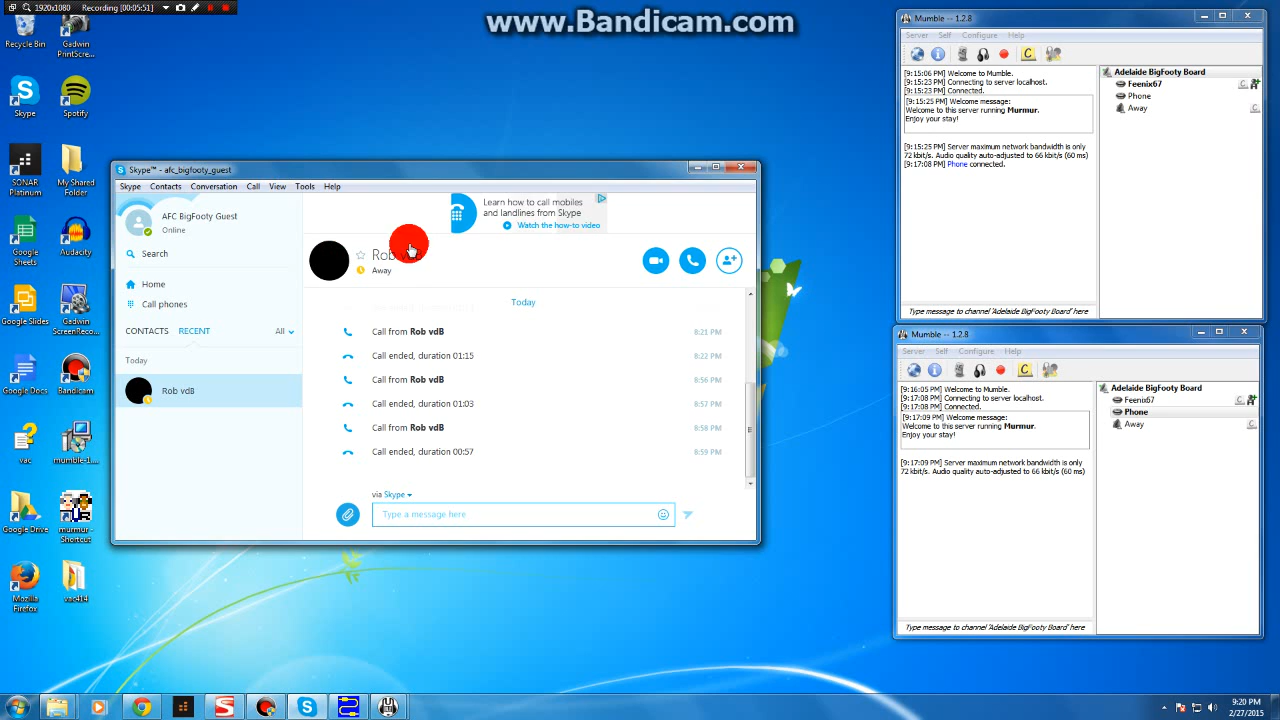 1920x1080 Recording [00:05:51]
www.Bandicam.com
Recycle Bin
Gadwin PrintScre...
Skype
Spotify
SONAR Platinum
My Shared Folder
Google Sheets
Audacity
Google Slides
Gadwin ScreenReco...
Google Docs
Bandicam
vac
mumble-1....
Google Drive
murmur - Shortcut
Mozilla Firefox
vac414
Skype™ - afc_bigfooty_guest
Skype Contacts Conversation Call View Tools Help
AFC BigFooty Guest
Online
Search
Home
Call phones
CONTACTS RECENT All
Today
Rob vdB
Learn how to call mobiles
and landlines from Skype
Watch the how-to video
Rob vdB
Away
Today
Call from Rob vdB 8:21 PM
Call ended, duration 01:15 8:22 PM
Call from Rob vdB 8:56 PM
Call ended, duration 01:03 8:57 PM
Call from Rob vdB 8:58 PM
Call ended, duration 00:57 8:59 PM
via Skype
Type a message here
Mumble -- 1.2.8
Server Self Configure Help
[9:15:06 PM] Welcome to Mumble.
[9:15:23 PM] Connecting to server localhost.
[9:15:23 PM] Connected.
[9:15:25 PM] Welcome message:
Welcome to this server running Murmur.
Enjoy your stay!
[9:15:25 PM] Server maximum network bandwidth is only
72 kbit/s. Audio quality auto-adjusted to 66 kbit/s (60 ms)
[9:17:08 PM] Phone connected.
Type message to channel 'Adelaide BigFooty Board' here
Adelaide BigFooty Board
Feenix67
Phone
Away
Mumble -- 1.2.8
Server Self Configure Help
[9:16:05 PM] Welcome to Mumble.
[9:17:08 PM] Connecting to server localhost.
[9:17:08 PM] Connected.
[9:17:09 PM] Welcome message:
Welcome to this server running Murmur.
Enjoy your stay!
[9:17:09 PM] Server maximum network bandwidth is only
72 kbit/s. Audio quality auto-adjusted to 66 kbit/s (60 ms)
Type message to channel 'Adelaide BigFooty Board' here
Adelaide BigFooty Board
Feenix67
Phone
Away
9:20 PM
2/27/2015